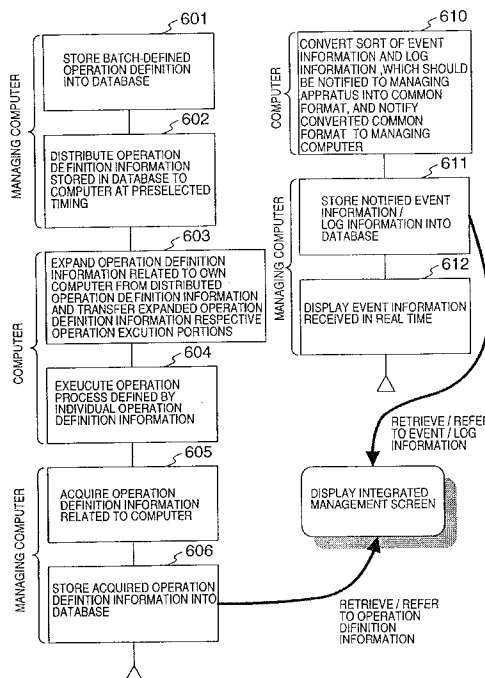 601
STORE BATCH-DEFINED
OPERATION DEFINITION
INTO DATABASE
602
DISTRIBUTE OPERATION
DEFINITION INFORMATION
STORED IN DATABASE TO
COMPUTER AT PRESELECTED
TIMING
MANAGING COMPUTER
603
EXPAND OPERATION DEFINITION
INFORMATION RELATED TO OWN
COMPUTER FROM DISTRIBUTED
OPERATION DEFINITION INFORMATION
AND TRANSFER EXPANDED OPERATION
DEFINITION INFORMATION RESPECTIVE
OPERATION EXCUTION PORTIONS
604
EXEUCUTE OPERATION
PROCESS DEFINED BY
INDIVIDUAL OPERATION
DEFINITION INFORMATION
COMPUTER
605
ACQUIRE OPERATION
DEFINITION INFORMATION
RELATED TO COMPUTER
606
STORE ACQUIRED OPERATION
DEFINTION INFORMATION INTO
DATABASE
MANAGING COMPUTER
610
CONVERT SORT OF EVENT
INFORMATION AND LOG
INFORMATION ,WHICH SHOULD
BE NOTIFIED TO MANAGING
APPRATUS INTO COMMON
FORMAT, AND NOTIFY
CONVERTED COMMON
FORMAT TO MANAGING
COMPUTER
COMPUTER
611
STORE NOTIFIED EVENT
INFORMATION /
LOG INFORMATION INTO
DATABASE
612
DISPLAY EVENT INFORMATION
RECEIVED IN REAL TIME
MANAGING COMPUTER
RETRIEVE / REFER
TO EVENT / LOG
INFORMATION
DISPLAY INTEGRATED
MANAGEMENT SCREEN
RETRIEVE / REFER
TO OPERATION
DIFINITION
INFORMATION